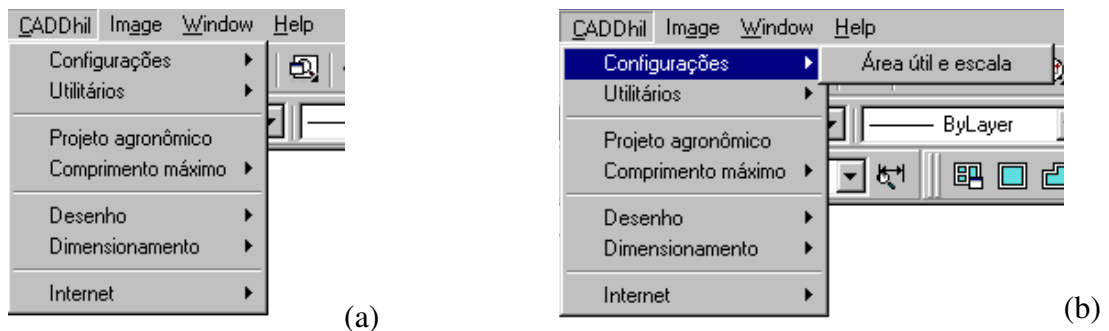 CADDhil Image Window Help
Configurações
Utilitários
Projeto agronômico
Comprimento máximo
Desenho
Dimensionamento
Internet
(a)
CADDhil Image Window Help
Configurações Área útil e escala
Utilitários
ByLayer
Projeto agronômico
Comprimento máximo
Desenho
Dimensionamento
Internet
(b)